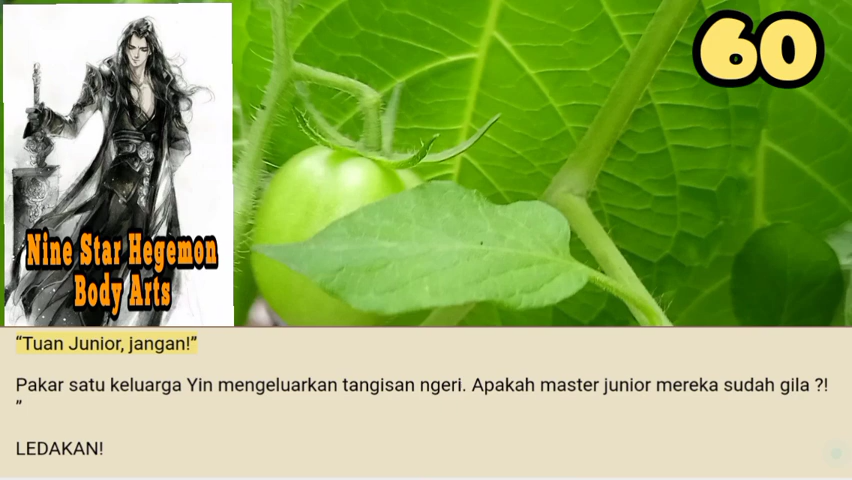 60
Nine Star Hegemon
Body Arts
“Tuan Junior, jangan!”
Pakar satu keluarga Yin mengeluarkan tangisan ngeri. Apakah master junior mereka sudah gila ?!
”
LEDAKAN!